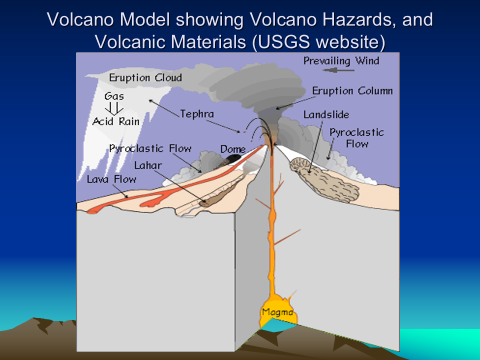 Volcano Model showing Volcano Hazards, and
Volcanic Materials (USGS website)
Prevailing Wind
Eruption Cloud
Eruption Column
Gas
Acid Rain
Tephra
Landslide
Pyroclastic
Flow
Pyroclastic Flow
Dome
Lahar
Lava Flow
Magma